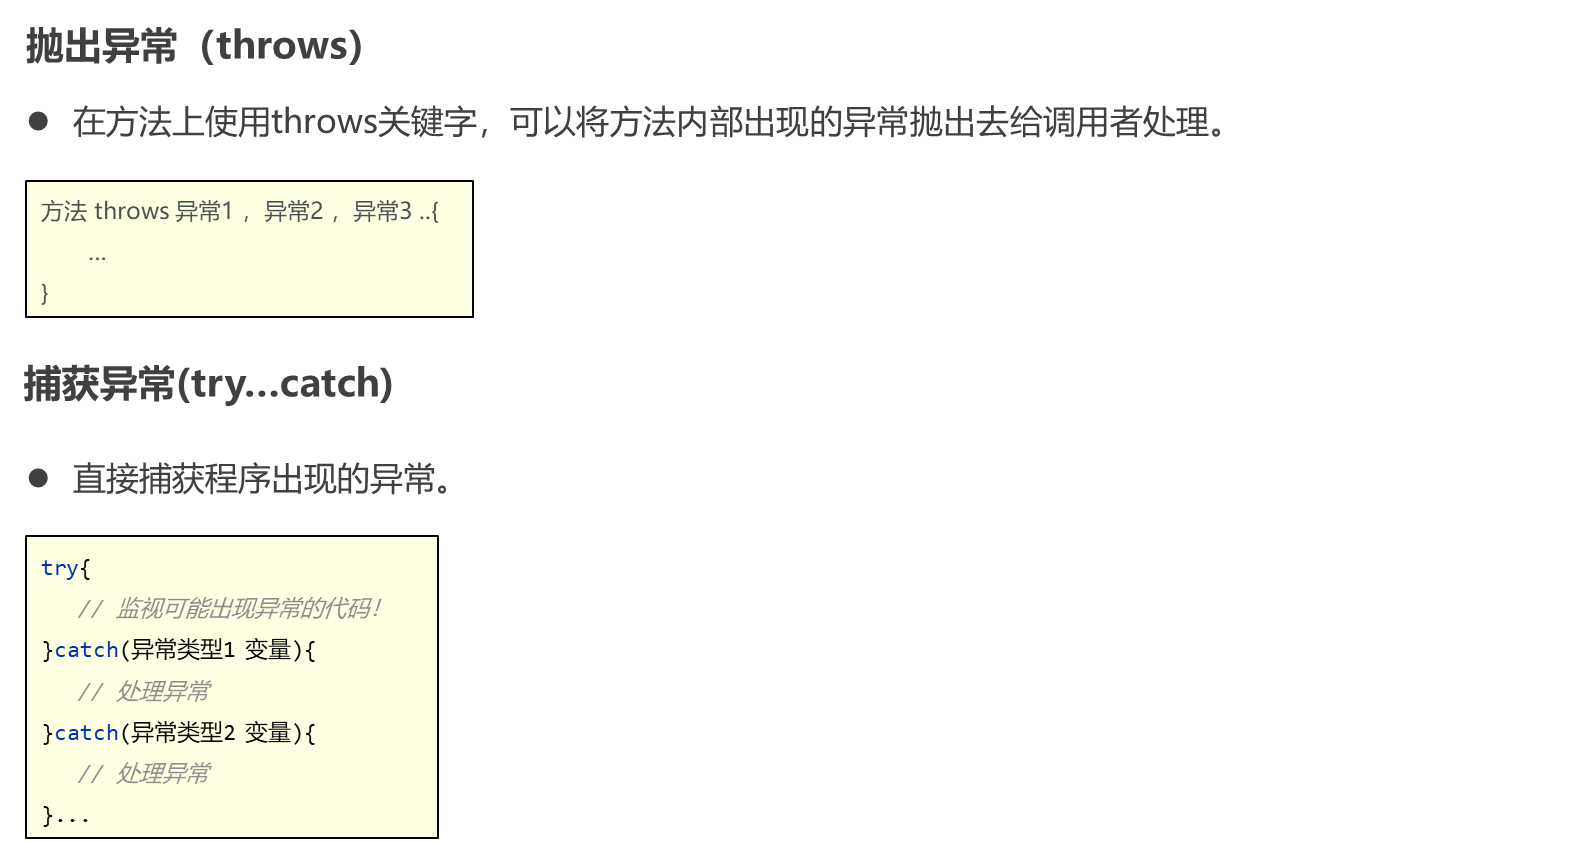 抛出异常（throws）
● 在方法上使用throws关键字，可以将方法内部出现的异常抛出去给调用者处理。
方法 throws 异常1 ，异常2 ，异常3 ..{
...
}
捕获异常(try...catch)
● 直接捕获程序出现的异常。
try{
// 监视可能出现异常的代码！
}catch(异常类型1 变量){
// 处理异常
}catch(异常类型2 变量){
// 处理异常
}...